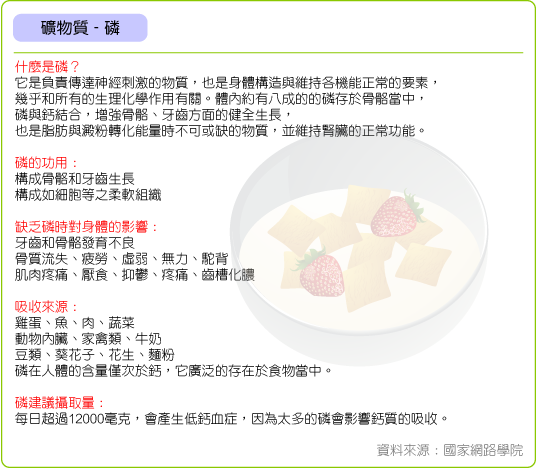 礦物質 - 磷
什麼是磷？
它是負責傳達神經刺激的物質，也是身體構造與維持各機能正常的要素，
幾乎和所有的生理化學作用有關。體內約有八成的的磷存於骨骼當中，
磷與鈣結合，增強骨骼、牙齒方面的健全生長，
也是脂肪與澱粉轉化能量時不可或缺的物質，並維持腎臟的正常功能。
磷的功用：
構成骨骼和牙齒生長
構成如細胞等之柔軟組織
缺乏磷時對身體的影響：
牙齒和骨骼發育不良
骨質流失、疲勞、虛弱、無力、駝背
肌肉疼痛、厭食、抑鬱、疼痛、齒槽化膿
吸收來源：
雞蛋、魚、肉、蔬菜
動物內臟、家禽類、牛奶
豆類、葵花子、花生、麵粉
磷在人體的含量僅次於鈣，它廣泛的存在於食物當中。
磷建議攝取量：
每日超過12000毫克，會產生低鈣血症，因為太多的磷會影響鈣質的吸收。
資料來源：國家網路學院